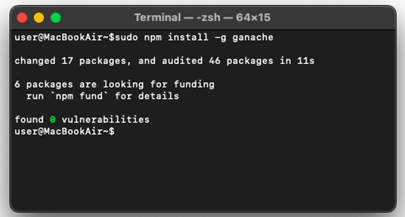 Terminal — -zsh — 64×15
user@MacBookAir~$sudo npm install -g ganache
changed 17 packages, and audited 46 packages in 11s
6 packages are looking for funding
run `npm fund` for details
found 0 vulnerabilities
user@MacBookAir~$